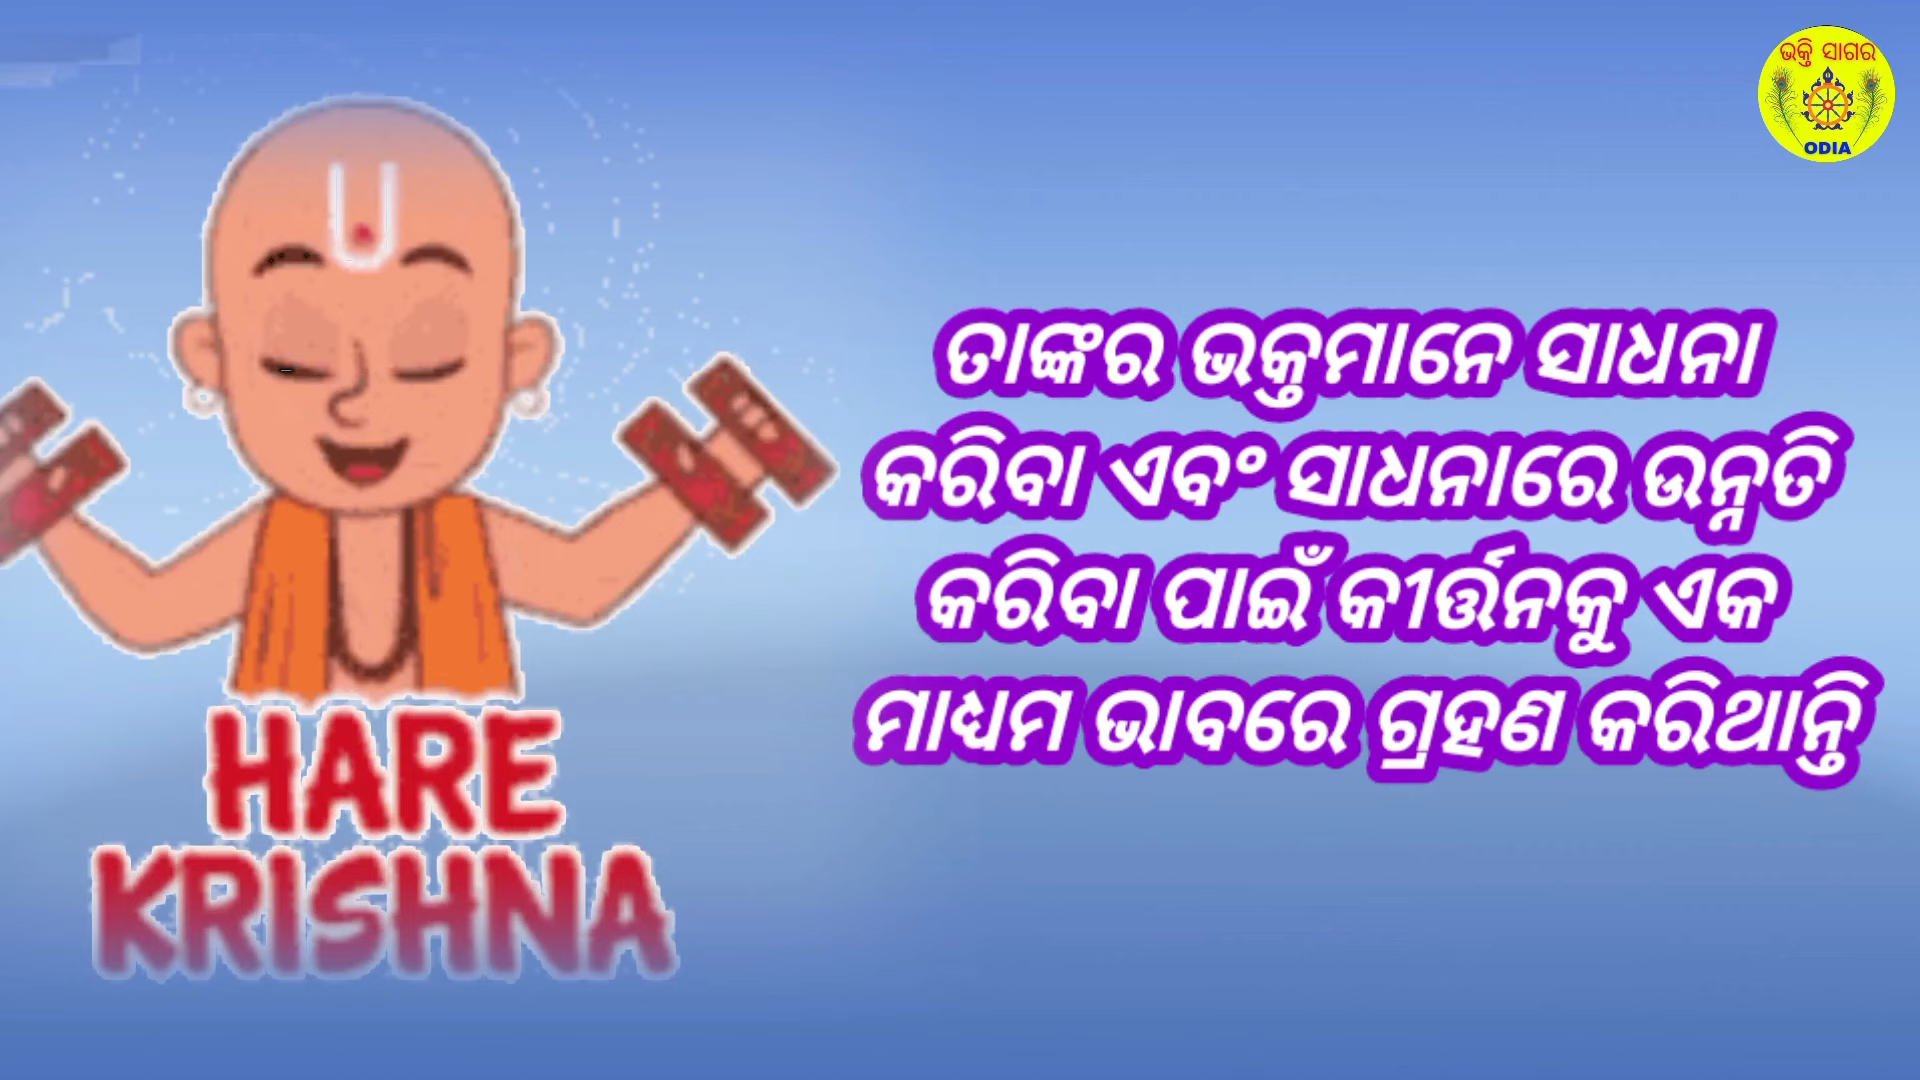 ଭକ୍ତି ସାଗର
ODIA
ତାଙ୍କର ଭକ୍ତମାନେ ସାଧନା
କରିବା ଏବଂ ସାଧନାରେ ଉନ୍ନତି
କରିବା ପାଇଁ କୀର୍ତ୍ତନକୁ ଏକ
ମାଧ୍ୟମ ଭାବରେ ଗ୍ରହଣ କରିଥାନ୍ତି
HARE
KRISHNA